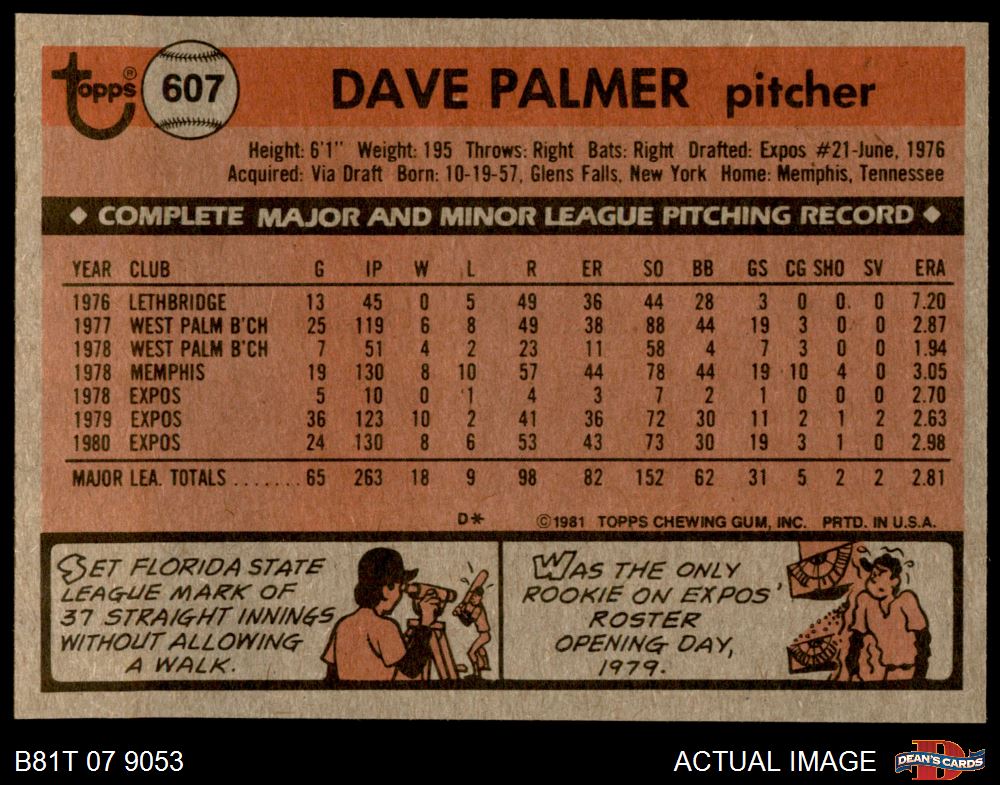 topps® 607 DAVE PALMER pitcher
Height: 6'1" Weight: 195 Throws: Right Bats: Right Drafted: Expos #21-June, 1976
Acquired: Via Draft Born: 10-19-57, Glens Falls, New York Home: Memphis, Tennessee
◆ COMPLETE MAJOR AND MINOR LEAGUE PITCHING RECORD ◆
YEAR CLUB G IP W L R ER SO BB GS CG SHO SV ERA
1976 LETHBRIDGE 13 45 0 5 49 36 44 28 3 0 0 0 7.20
1977 WEST PALM B'CH 25 119 6 8 49 38 88 44 19 3 0 0 2.87
1978 WEST PALM B'CH 7 51 4 2 23 11 58 4 7 3 0 0 1.94
1978 MEMPHIS 19 130 8 10 57 44 78 44 19 10 4 0 3.05
1978 EXPOS 5 10 0 1 4 3 7 2 1 0 0 0 2.70
1979 EXPOS 36 123 10 2 41 36 72 30 11 2 1 2 2.63
1980 EXPOS 24 130 8 6 53 43 73 30 19 3 1 0 2.98
MAJOR LEA. TOTALS ....... 65 263 18 9 98 82 152 62 31 5 2 2 2.81
D* ©1981 TOPPS CHEWING GUM, INC. PRTD. IN U.S.A.
SET FLORIDA STATE
LEAGUE MARK OF
37 STRAIGHT INNINGS
WITHOUT ALLOWING
A WALK.
WAS THE ONLY
ROOKIE ON EXPOS'
ROSTER
OPENING DAY,
1979.
B81T 07 9053 ACTUAL IMAGE DEAN'S CARDS